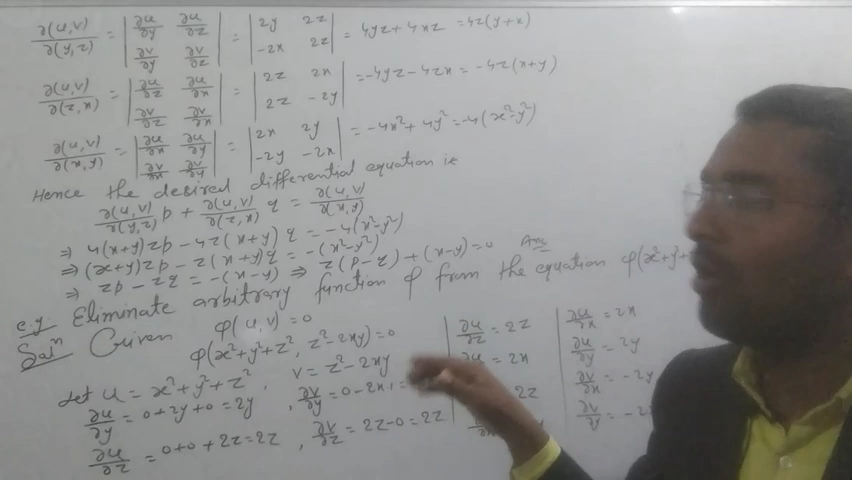 ∂(u,v)/∂(y,z) = |∂u/∂y ∂u/∂z; ∂v/∂y ∂v/∂z| = |2y 2z; -2x 2z| = 4yz + 4xz = 4z(y+x)
∂(u,v)/∂(z,x) = |∂u/∂z ∂u/∂x; ∂v/∂z ∂v/∂x| = |2z 2x; 2z -2y| = -4yz - 4zx = -4z(x+y)
∂(u,v)/∂(x,y) = |∂u/∂x ∂u/∂y; ∂v/∂x ∂v/∂y| = |2x 2y; -2y -2x| = -4x² + 4y² = -4(x²-y²)
Hence the desired differential equation is
∂(u,v)/∂(y,z) p + ∂(u,v)/∂(z,x) q = ∂(u,v)/∂(x,y)
⇒ 4(x+y)zp - 4z(x+y)q = -4(x²-y²)
⇒ (x+y)zp - z(x+y)q = -(x²-y²)
⇒ zp - zq = -(x-y) ⇒ z(p-q) + (x-y) = 0 Ans
e.g. Eliminate arbitrary function φ from the equation φ(x²+y²+
Solⁿ Given φ(u,v) = 0
φ(x²+y²+z², z²-2xy) = 0
Let u = x²+y²+z², v = z²-2xy
∂u/∂y = 0+2y+0 = 2y, ∂v/∂y = 0-2x1 =
∂u/∂z = 0+0+2z = 2z, ∂v/∂z = 2z-0 = 2z
∂u/∂z = 2z
= 2x
2z
∂u/∂x = 2x
∂u/∂y = 2y
∂v/∂x = -2y
∂v/∂y = -2